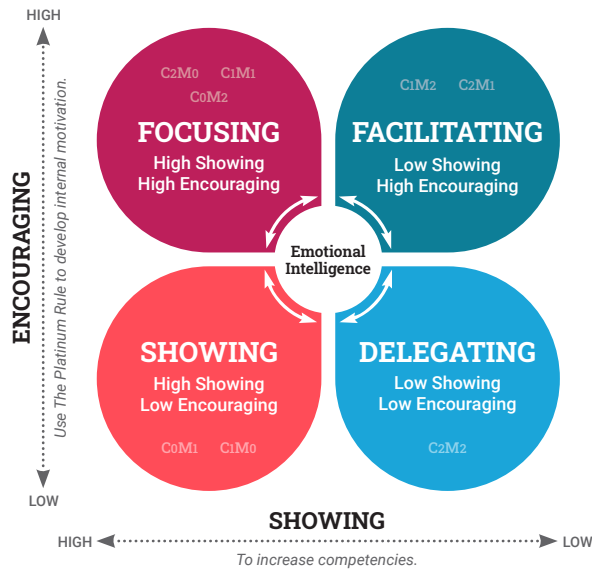 HIGH
C2M0 C1M1
C0M2
FOCUSING
High Showing
High Encouraging
C1M2 C2M1
FACILITATING
Low Showing
High Encouraging
ENCOURAGING
Use The Platinum Rule to develop internal motivation.
Emotional
Intelligence
SHOWING
High Showing
Low Encouraging
C0M1 C1M0
DELEGATING
Low Showing
Low Encouraging
C2M2
LOW
SHOWING
HIGH
LOW
To increase competencies.